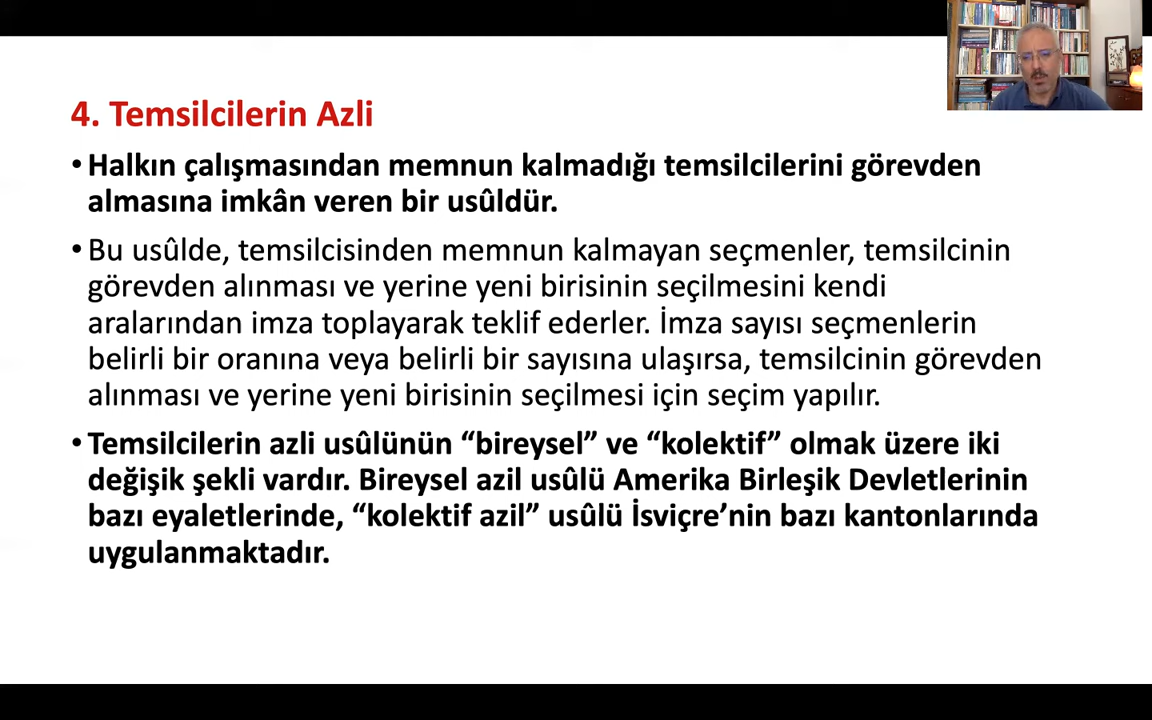 4. Temsilcilerin Azli
• Halkın çalışmasından memnun kalmadığı temsilcilerini görevden
almasına imkân veren bir usûldür.
• Bu usûlde, temsilcisinden memnun kalmayan seçmenler, temsilcinin
görevden alınması ve yerine yeni birisinin seçilmesini kendi
aralarından imza toplayarak teklif ederler. İmza sayısı seçmenlerin
belirli bir oranına veya belirli bir sayısına ulaşırsa, temsilcinin görevden
alınması ve yerine yeni birisinin seçilmesi için seçim yapılır.
• Temsilcilerin azli usûlünün “bireysel” ve “kolektif” olmak üzere iki
değişik şekli vardır. Bireysel azil usûlü Amerika Birleşik Devletlerinin
bazı eyaletlerinde, “kolektif azil” usûlü İsviçre’nin bazı kantonlarında
uygulanmaktadır.